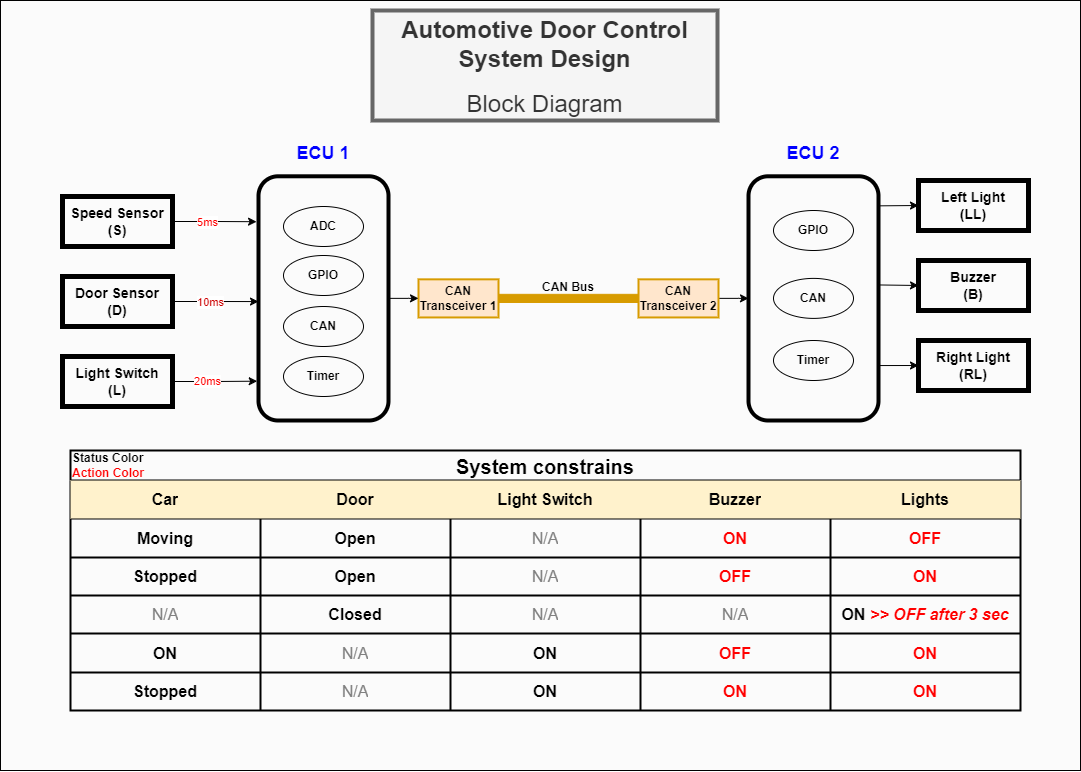 Automotive Door Control
System Design
Block Diagram
ECU 1
ECU 2
Speed Sensor
(S)
5ms
Door Sensor
(D)
10ms
Light Switch
(L)
20ms
ADC
GPIO
CAN
Timer
CAN
Transceiver 1
CAN Bus
CAN
Transceiver 2
GPIO
CAN
Timer
Left Light
(LL)
Buzzer
(B)
Right Light
(RL)
Status Color
Action Color
System constrains
Car Door Light Switch Buzzer Lights
Moving Open N/A ON OFF
Stopped Open N/A OFF ON
N/A Closed N/A N/A ON >> OFF after 3 sec
ON N/A ON OFF ON
Stopped N/A ON ON ON